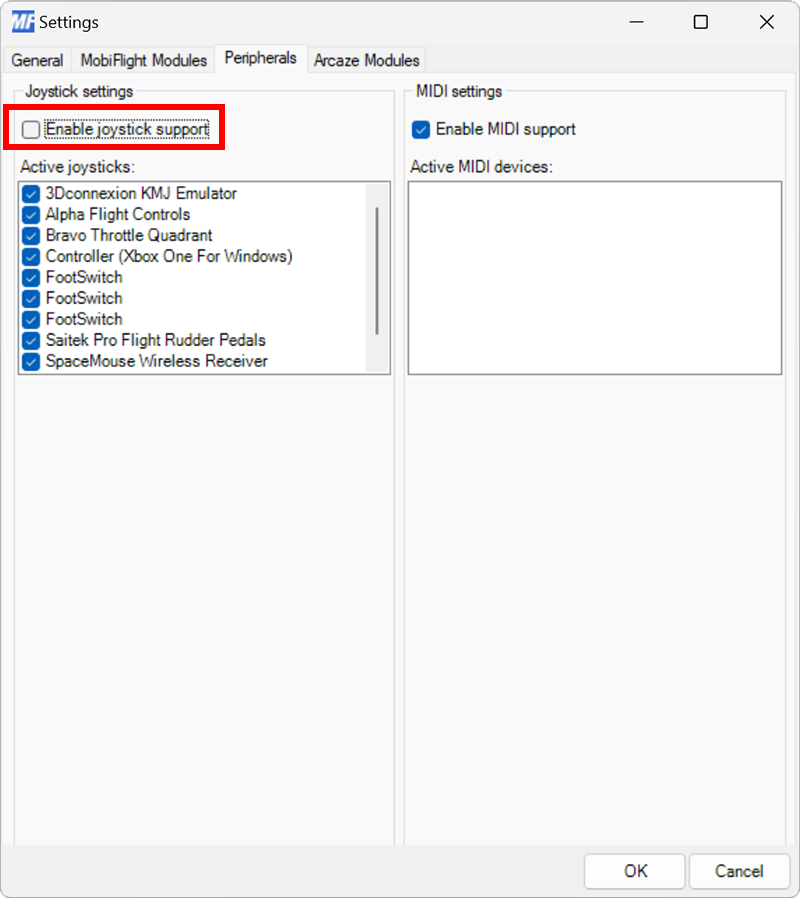 MF Settings
General MobiFlight Modules Peripherals Arcaze Modules
Joystick settings
Enable joystick support
Active joysticks:
3Dconnexion KMJ Emulator
Alpha Flight Controls
Bravo Throttle Quadrant
Controller (Xbox One For Windows)
FootSwitch
FootSwitch
FootSwitch
Saitek Pro Flight Rudder Pedals
SpaceMouse Wireless Receiver
MIDI settings
Enable MIDI support
Active MIDI devices:
OK Cancel